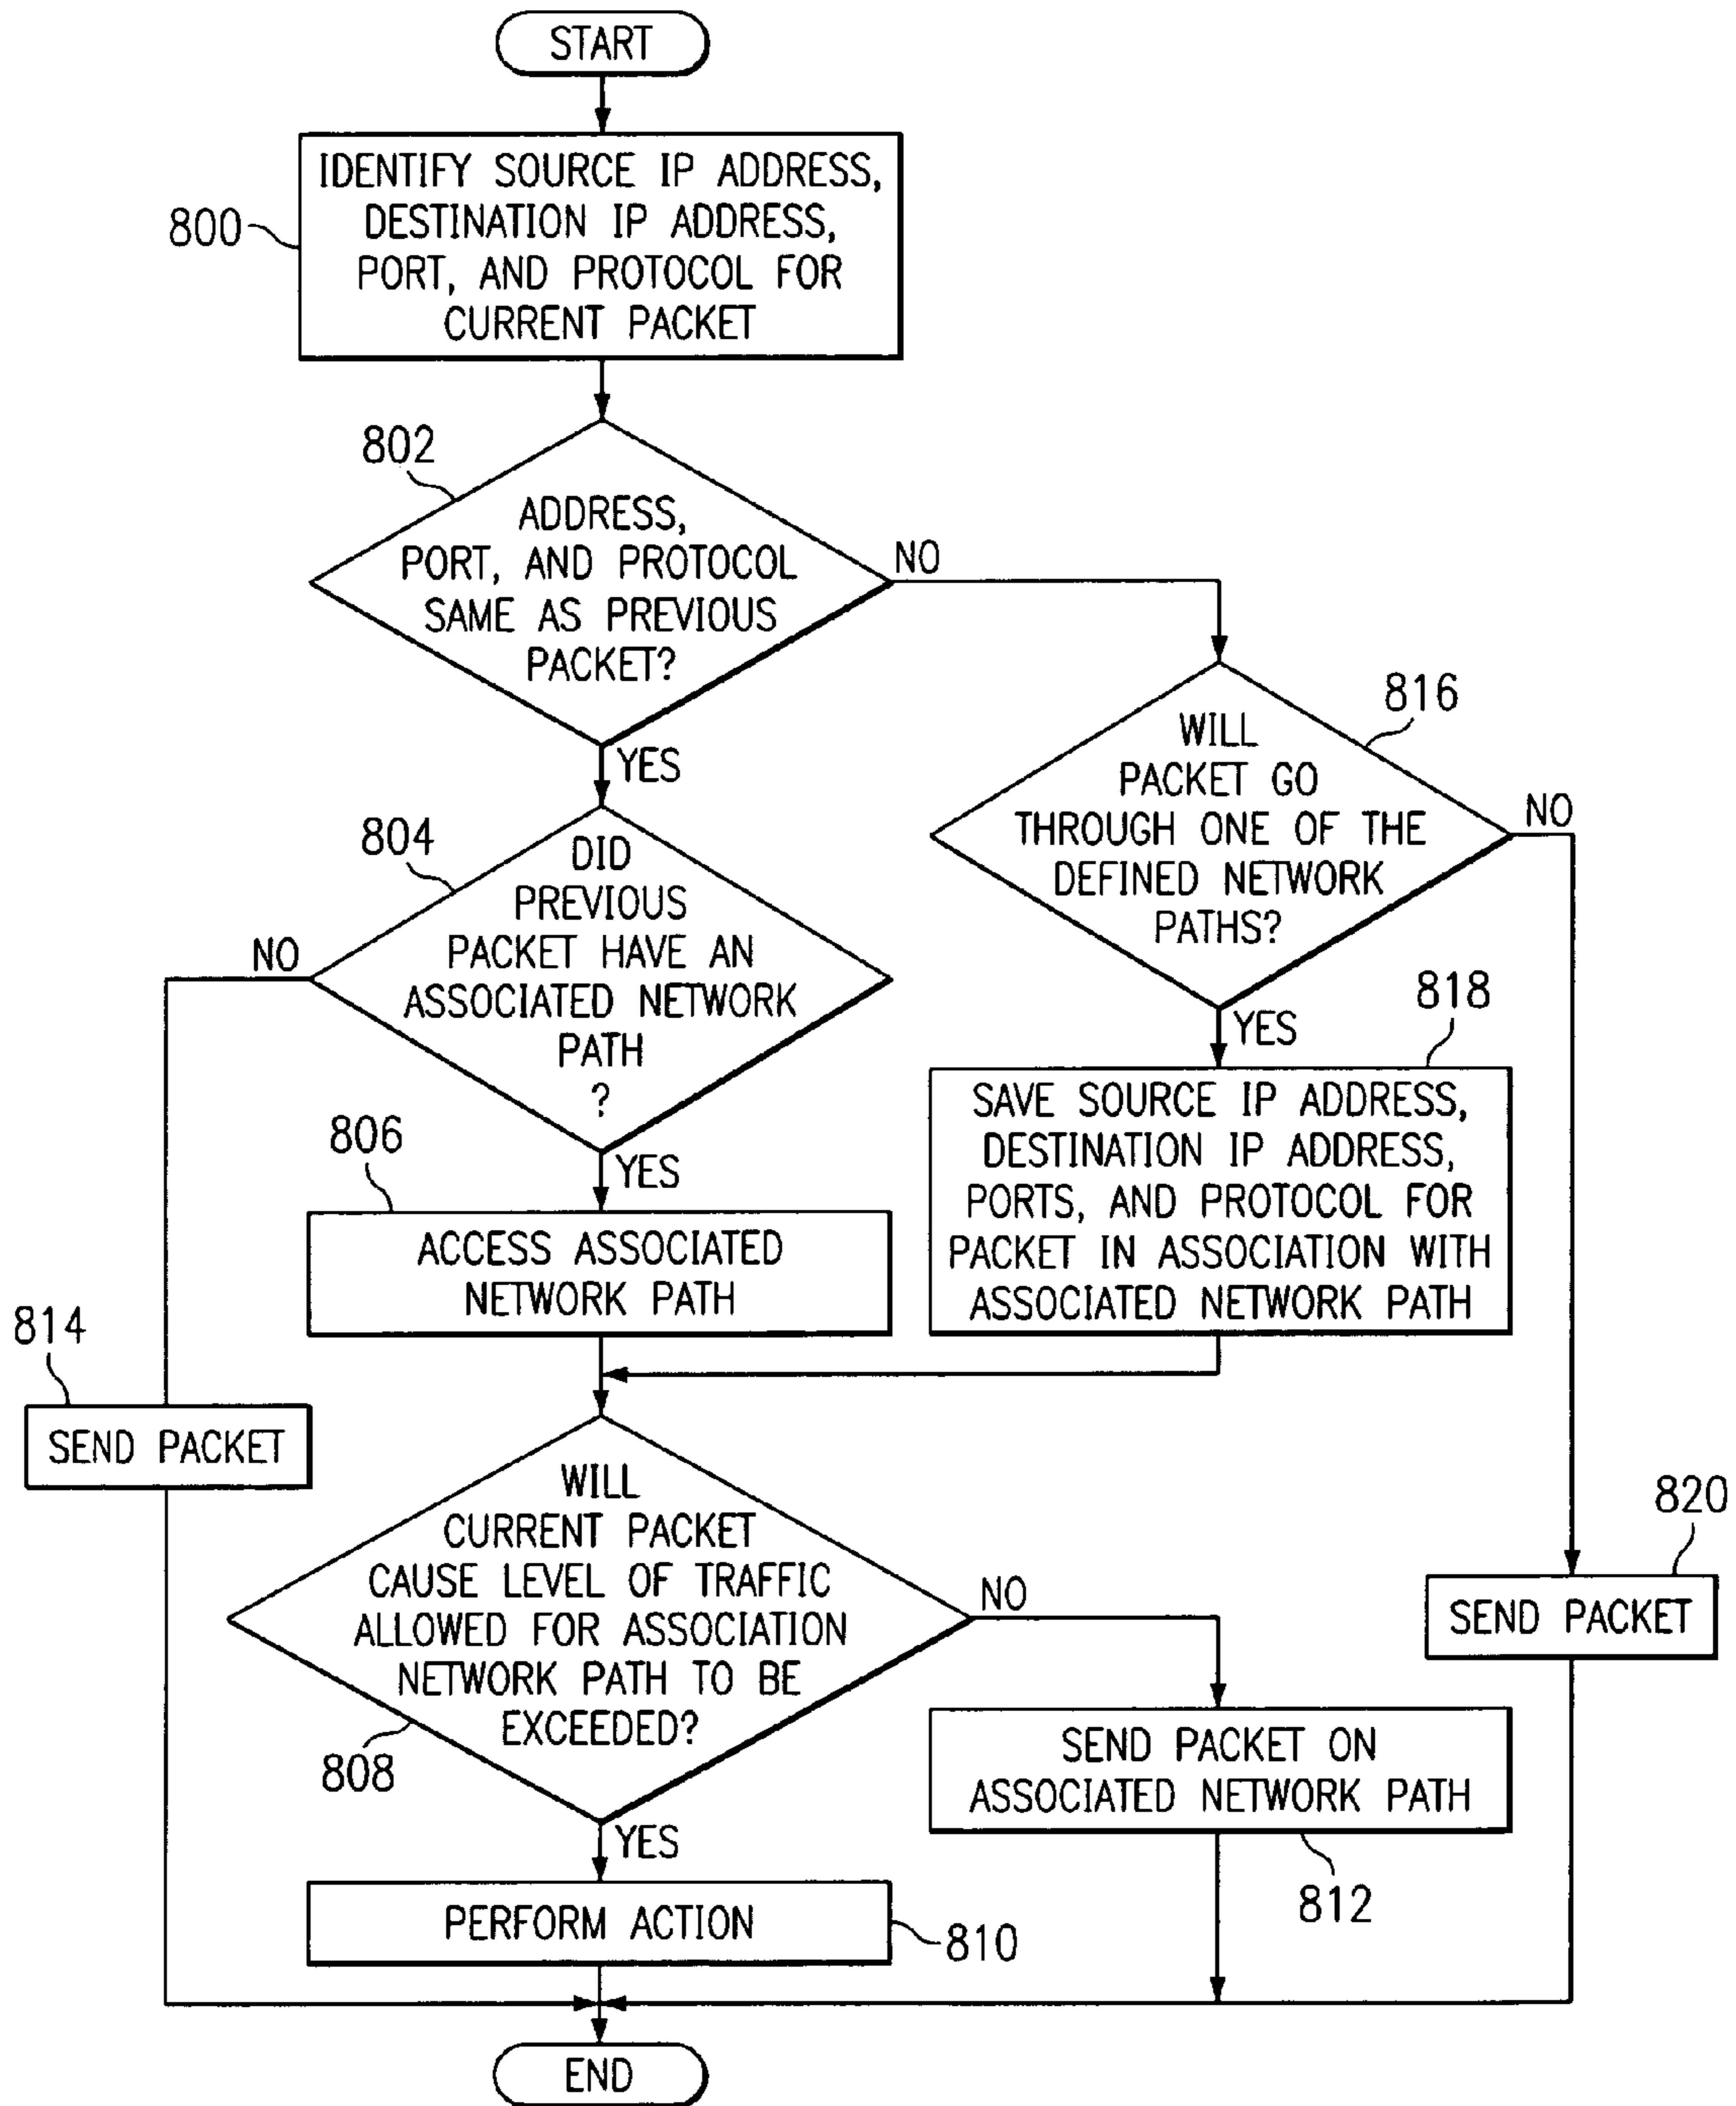 START
IDENTIFY SOURCE IP ADDRESS,
DESTINATION IP ADDRESS,
PORT, AND PROTOCOL FOR
CURRENT PACKET
800
802
ADDRESS,
PORT, AND PROTOCOL
SAME AS PREVIOUS
PACKET?
NO
YES
816
WILL
PACKET GO
THROUGH ONE OF THE
DEFINED NETWORK
PATHS?
NO
YES
804
DID
PREVIOUS
PACKET HAVE AN
ASSOCIATED NETWORK
PATH
?
NO
YES
818
SAVE SOURCE IP ADDRESS,
DESTINATION IP ADDRESS,
PORTS, AND PROTOCOL FOR
PACKET IN ASSOCIATION WITH
ASSOCIATED NETWORK PATH
806
ACCESS ASSOCIATED
NETWORK PATH
814
SEND PACKET
WILL
CURRENT PACKET
CAUSE LEVEL OF TRAFFIC
ALLOWED FOR ASSOCIATION
NETWORK PATH TO BE
EXCEEDED?
808
NO
YES
820
SEND PACKET
SEND PACKET ON
ASSOCIATED NETWORK PATH
812
PERFORM ACTION
810
END